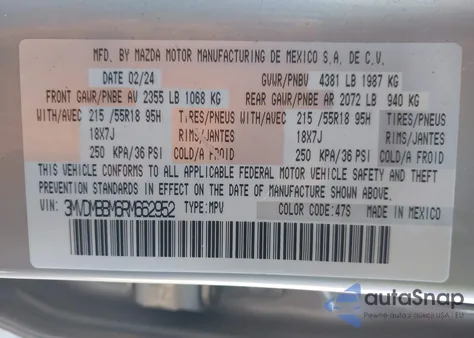 MFD. BY MAZDA MOTOR MANUFACTURING DE MEXICO S.A. DE C.V.
DATE 02/24 GVWR/PNBV 4381 LB 1987 KG
FRONT GAWR/PNBE AV 2355 LB 1068 KG REAR GAWR/PNBE AR 2072 LB 940 KG
WITH/AVEC 215 /55R18 95H TIRES/PNEUS WITH/AVEC 215 /55R18 95H TIRES/PNEUS
18X7J RIMS/JANTES 18X7J RIMS/JANTES
250 KPA/36 PSI COLD/A FROID 250 KPA/36 PSI COLD/A FROID
THIS VEHICLE CONFORMS TO ALL APPLICABLE FEDERAL MOTOR VEHICLE SAFETY AND THEFT
PREVENTION STANDARDS IN EFFECT ON THE DATE OF MANUFACTURE SHOWN ABOVE.
VIN: 3MVDMBBM6RM662952 TYPE:MPV COLOR CODE:47S MADE IN MEXICO
autoSnap
Pewne auto z aukcji USA i EU